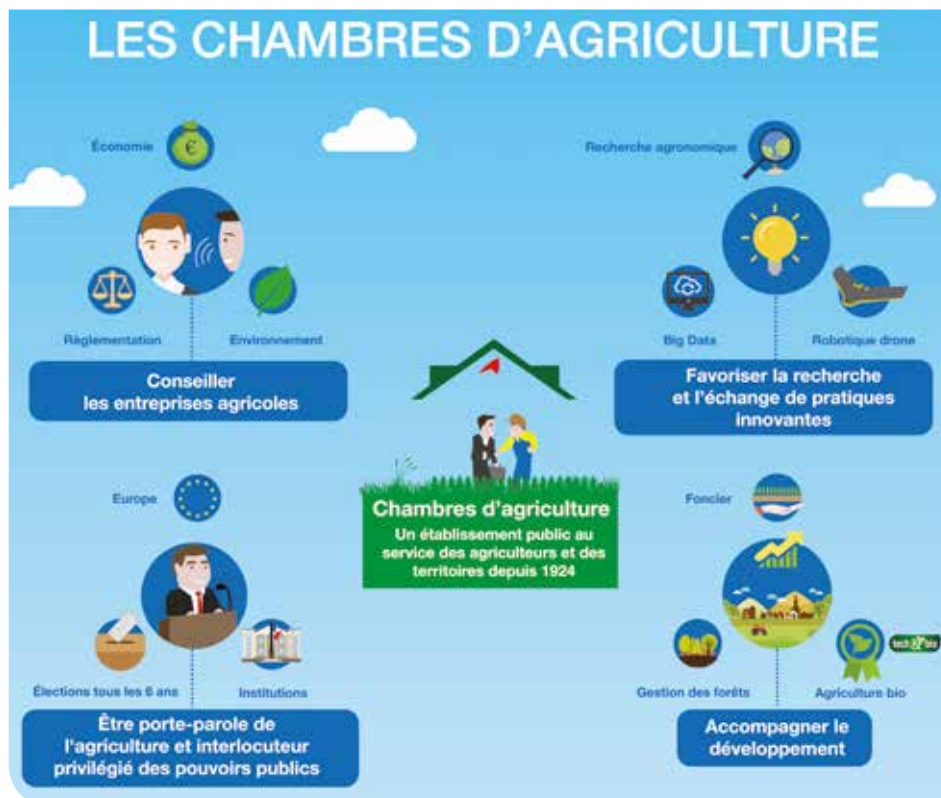 LES CHAMBRES D'AGRICULTURE
Économie
Règlementation
Environnement
Conseiller
les entreprises agricoles
Recherche agronomique
Big Data
Robotique drone
Favoriser la recherche
et l'échange de pratiques
innovantes
Chambres d'agriculture
Un établissement public au
service des agriculteurs et des
territoires depuis 1924
Europe
Élections tous les 6 ans
Institutions
Être porte-parole de
l'agriculture et interlocuteur
privilégié des pouvoirs publics
Foncier
Gestion des forêts
Agriculture bio
tech & bio
Accompagner le
développement